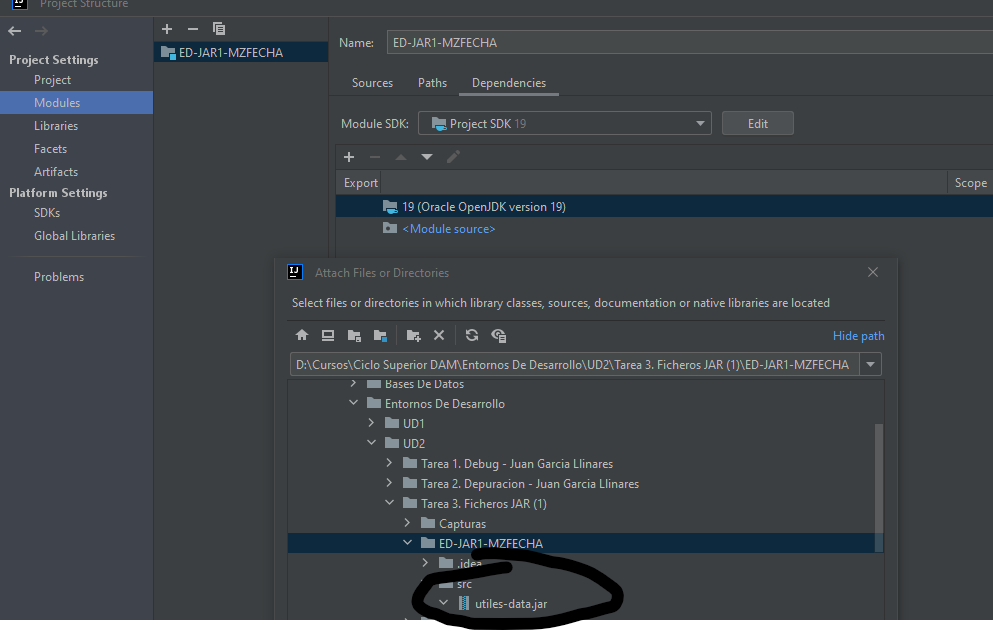 Project Structure
Project Settings
Project
Modules
Libraries
Facets
Artifacts
Platform Settings
SDKs
Global Libraries
Problems
ED-JAR1-MZFECHA
Name: ED-JAR1-MZFECHA
Sources Paths Dependencies
Module SDK: Project SDK 19 Edit
Export Scope
19 (Oracle OpenJDK version 19)
<Module source>
Attach Files or Directories
Select files or directories in which library classes, sources, documentation or native libraries are located
Hide path
D:\Cursos\Ciclo Superior DAM\Entornos De Desarrollo\UD2\Tarea 3. Ficheros JAR (1)\ED-JAR1-MZFECHA
Bases De Datos
Entornos De Desarrollo
UD1
UD2
Tarea 1. Debug - Juan Garcia Llinares
Tarea 2. Depuracion - Juan Garcia Llinares
Tarea 3. Ficheros JAR (1)
Capturas
ED-JAR1-MZFECHA
.idea
src
utiles-data.jar